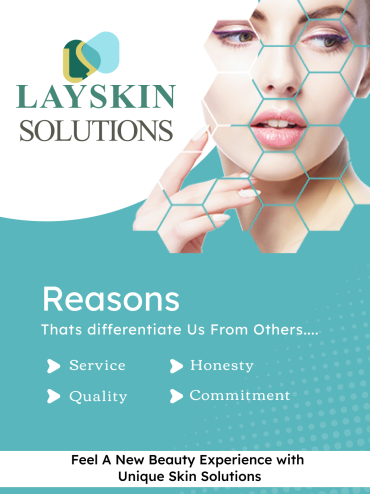 LAYSKIN
SOLUTIONS
Reasons
Thats differentiate Us From Others....
Service
Honesty
Quality
Commitment
Feel A New Beauty Experience with
Unique Skin Solutions